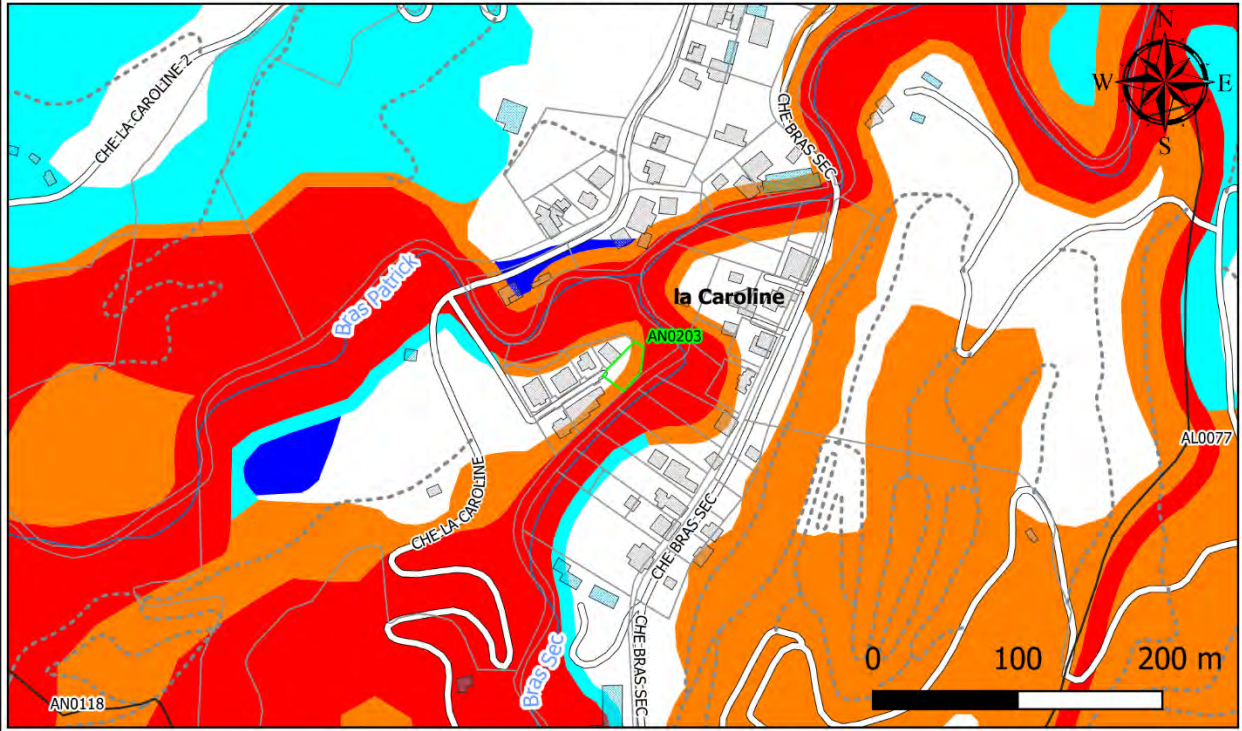 N
W
E
S
CHE-LA-CAROLINE-2
CHE-BRAS-SEC
Bras Patrick
la Caroline
AN0203
AL0077
CHE-LA-CAROLINE
CHE-BRAS-SEC
CHE-BRAS-SEC
Bras Sec
0 100 200 m
AN0118